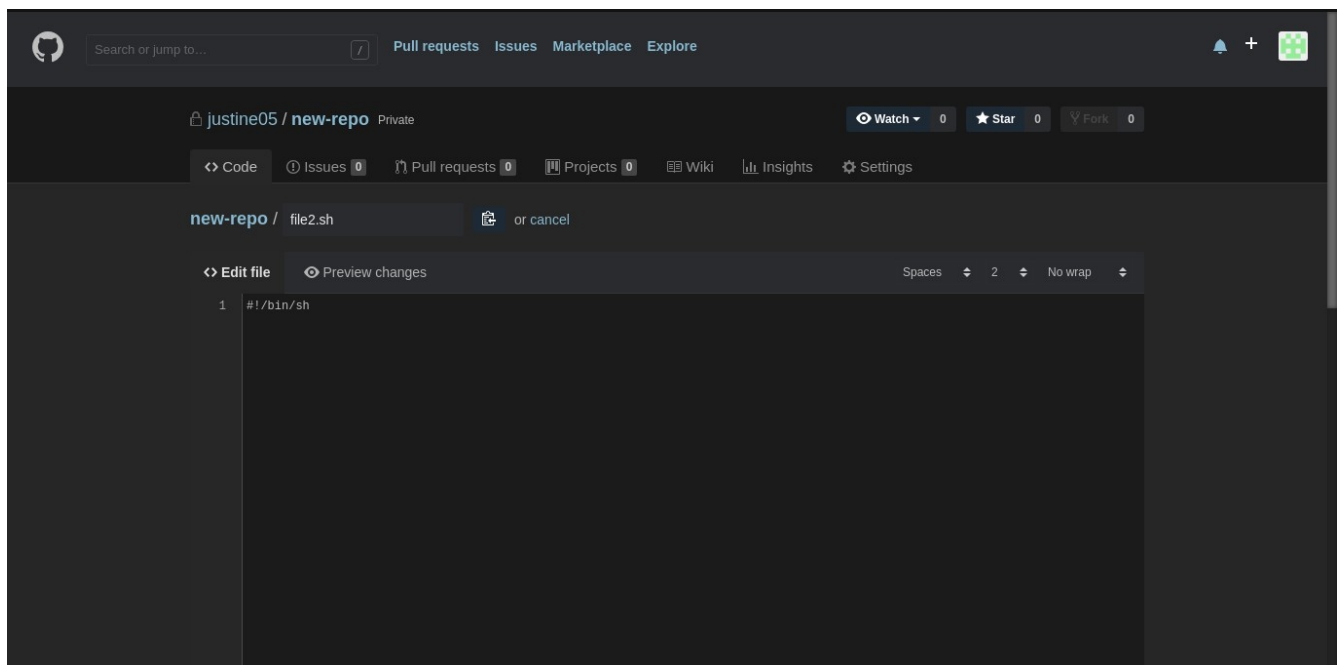 Search or jump to… / Pull requests Issues Marketplace Explore
justine05 / new-repo Private Watch 0 Star 0 Fork 0
Code Issues 0 Pull requests 0 Projects 0 Wiki Insights Settings
new-repo / file2.sh or cancel
Edit file Preview changes Spaces 2 No wrap
1 #!/bin/sh